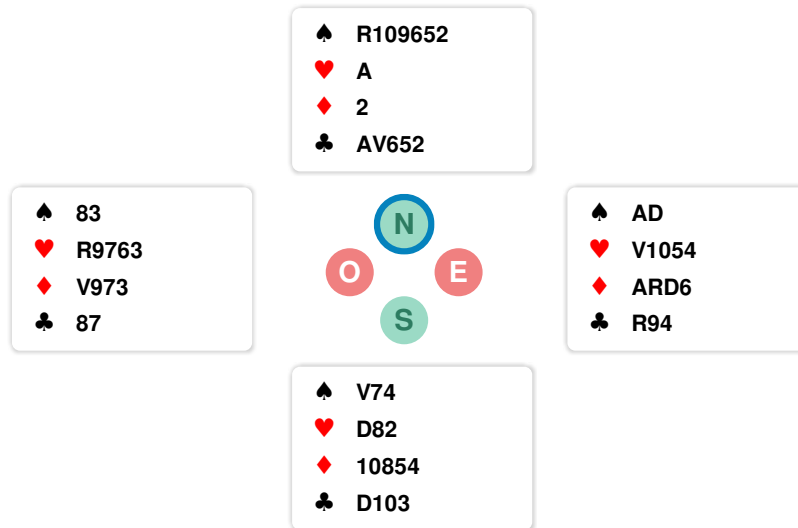 ♠ R109652
♥ A
♦ 2
♣ AV652
♠ 83
♥ R9763
♦ V973
♣ 87
N
O E
S
♠ AD
♥ V1054
♦ ARD6
♣ R94
♠ V74
♥ D82
♦ 10854
♣ D103